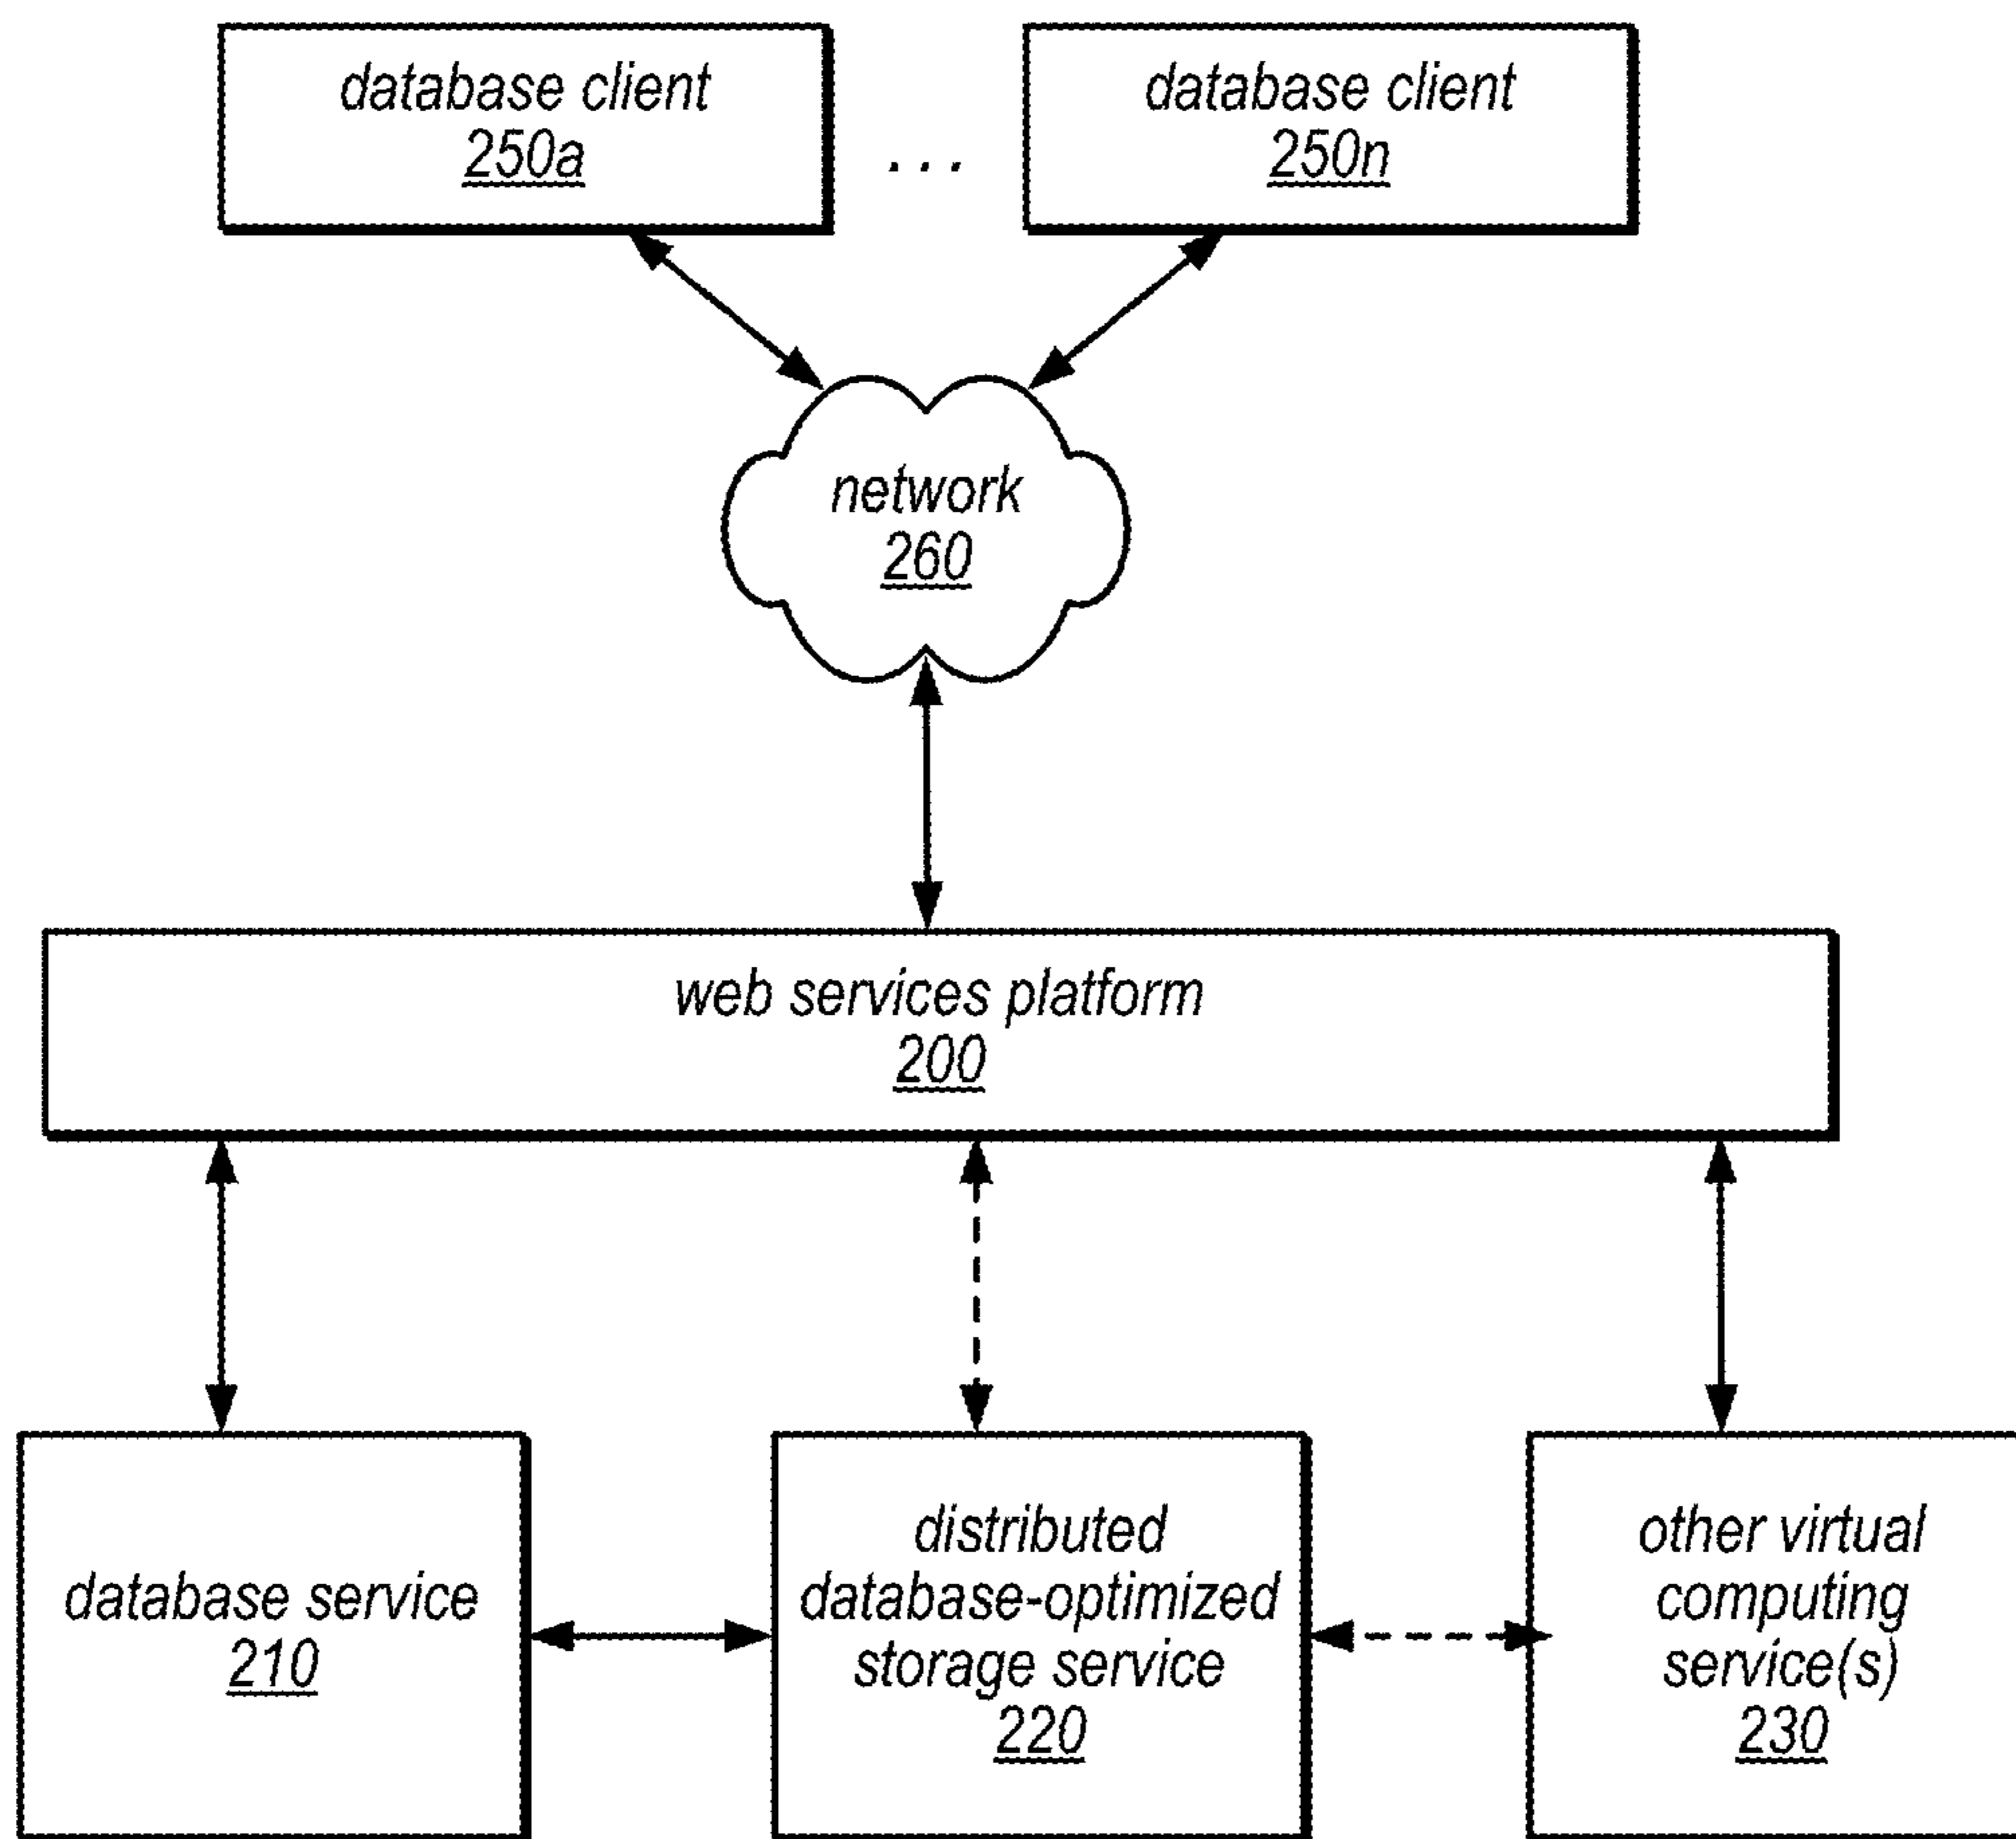 database client
250a
...
database client
250n
network
260
web services platform
200
database service
210
distributed
database-optimized
storage service
220
other virtual
computing
service(s)
230